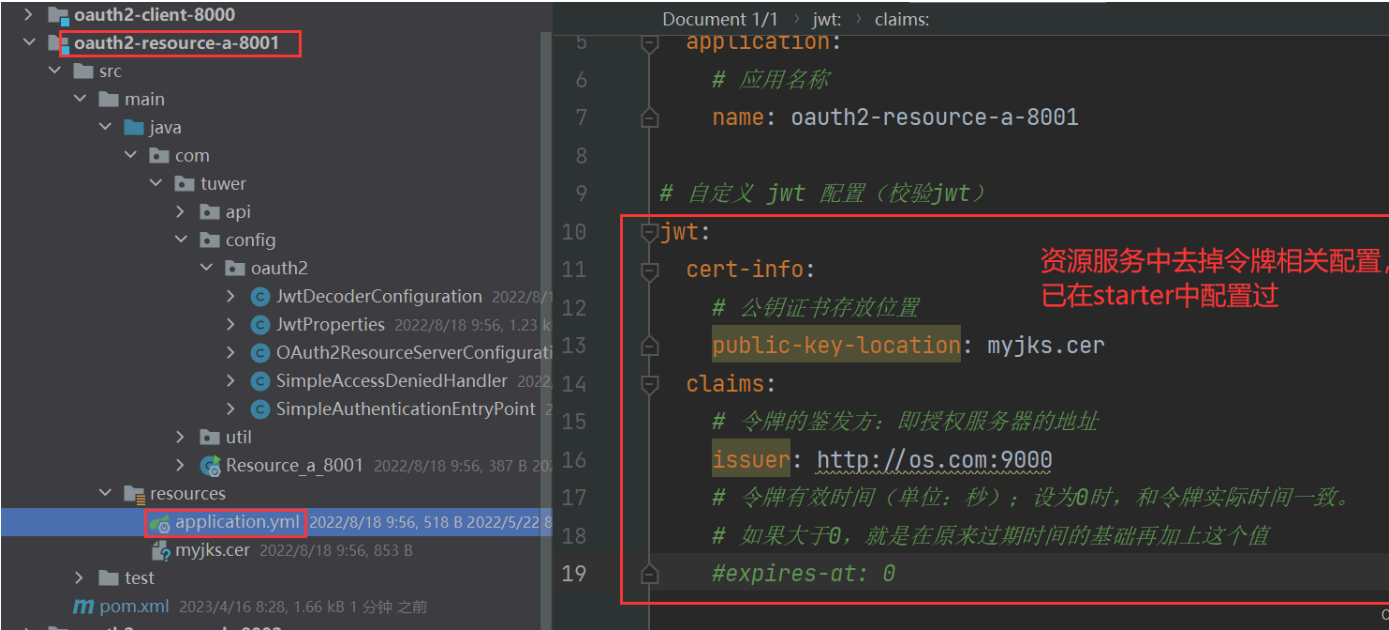 oauth2-client-8000
oauth2-resource-a-8001
src
main
java
com
tuwer
api
config
oauth2
JwtDecoderConfiguration 2022/8/1
JwtProperties 2022/8/18 9:56, 1.23 k
OAuth2ResourceServerConfigurati
SimpleAccessDeniedHandler 2022
SimpleAuthenticationEntryPoint 2
util
Resource_a_8001 2022/8/18 9:56, 387 B 202
resources
application.yml 2022/8/18 9:56, 518 B 2022/5/22 8
myjks.cer 2022/8/18 9:56, 853 B
test
pom.xml 2023/4/16 8:28, 1.66 kB 1 分钟 之前
Document 1/1 › jwt: › claims:
5 application:
6 # 应用名称
7 name: oauth2-resource-a-8001
8
9 # 自定义 jwt 配置（校验jwt）
10 jwt:
11 cert-info:
12 # 公钥证书存放位置
13 public-key-location: myjks.cer
14 claims:
15 # 令牌的鉴发方：即授权服务器的地址
16 issuer: http://os.com:9000
17 # 令牌有效时间（单位：秒）；设为0时，和令牌实际时间一致。
18 # 如果大于0，就是在原来过期时间的基础再加上这个值
19 #expires-at: 0
资源服务中去掉令牌相关配置，
已在starter中配置过